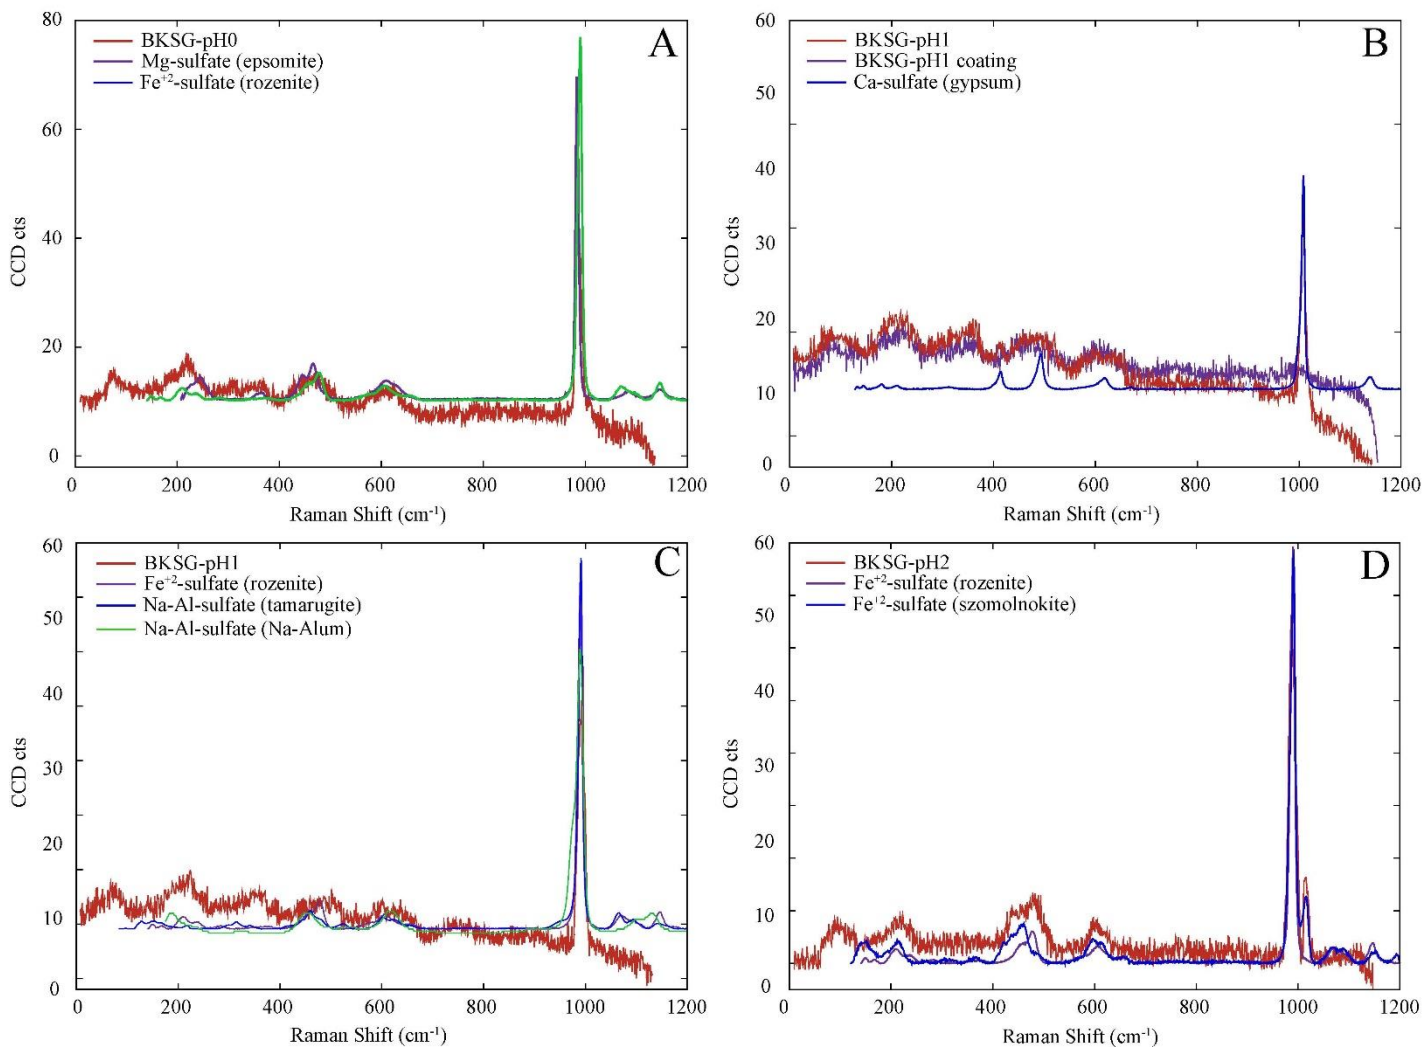 A
BKSG-pH0
Mg-sulfate (epsomite)
Fe+2-sulfate (rozenite)
CCD cts
80
60
40
20
0
0 200 400 600 800 1000 1200
Raman Shift (cm-1)
B
BKSG-pH1
BKSG-pH1 coating
Ca-sulfate (gypsum)
CCD cts
60
50
40
30
20
10
0
0 200 400 600 800 1000 1200
Raman Shift (cm-1)
C
BKSG-pH1
Fe+2-sulfate (rozenite)
Na-Al-sulfate (tamarugite)
Na-Al-sulfate (Na-Alum)
CCD cts
60
50
40
30
20
10
0
0 200 400 600 800 1000 1200
Raman Shift (cm-1)
D
BKSG-pH2
Fe+2-sulfate (rozenite)
Fe+2-sulfate (szomolnokite)
CCD cts
60
50
40
30
20
10
0
0 200 400 600 800 1000 1200
Raman Shift (cm-1)